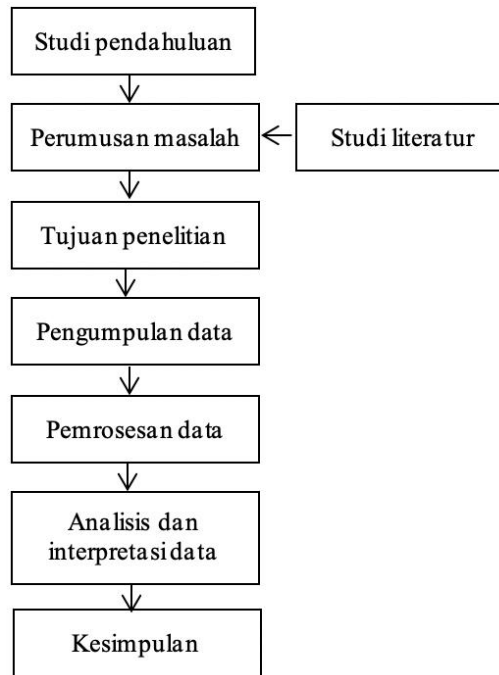 Studi pendahuluan
Perumusan masalah
Studi literatur
Tujuan penelitian
Pengumpulan data
Pemrosesan data
Analisis dan
interpretasi data
Kesimpulan